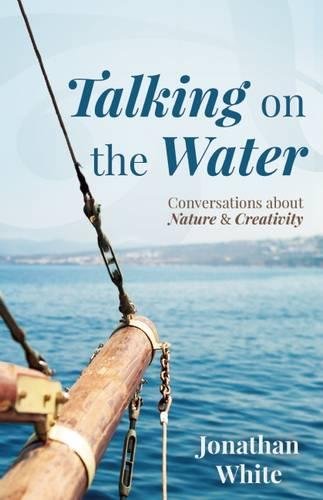 Talking on
the Water
Conversations about
Nature & Creativity
Jonathan
White